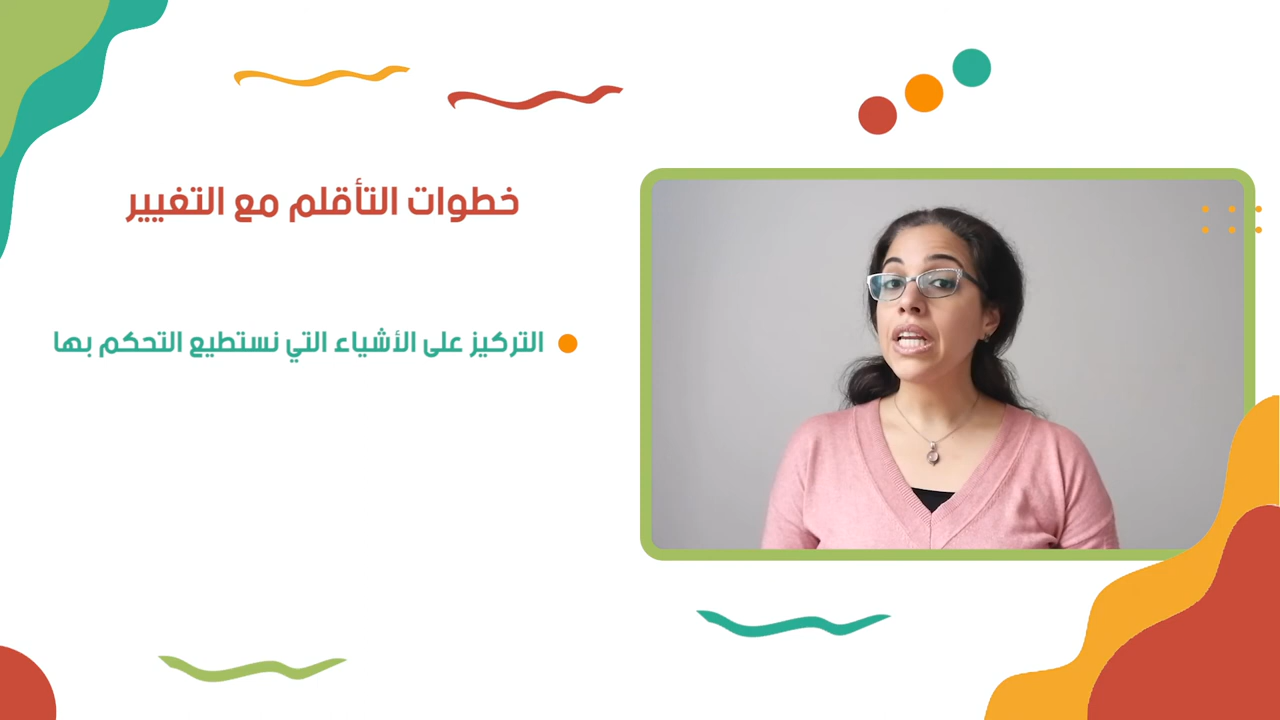 خطوات التأقلم مع التغيير
التركيز على الأشياء التي نستطيع التحكم بها